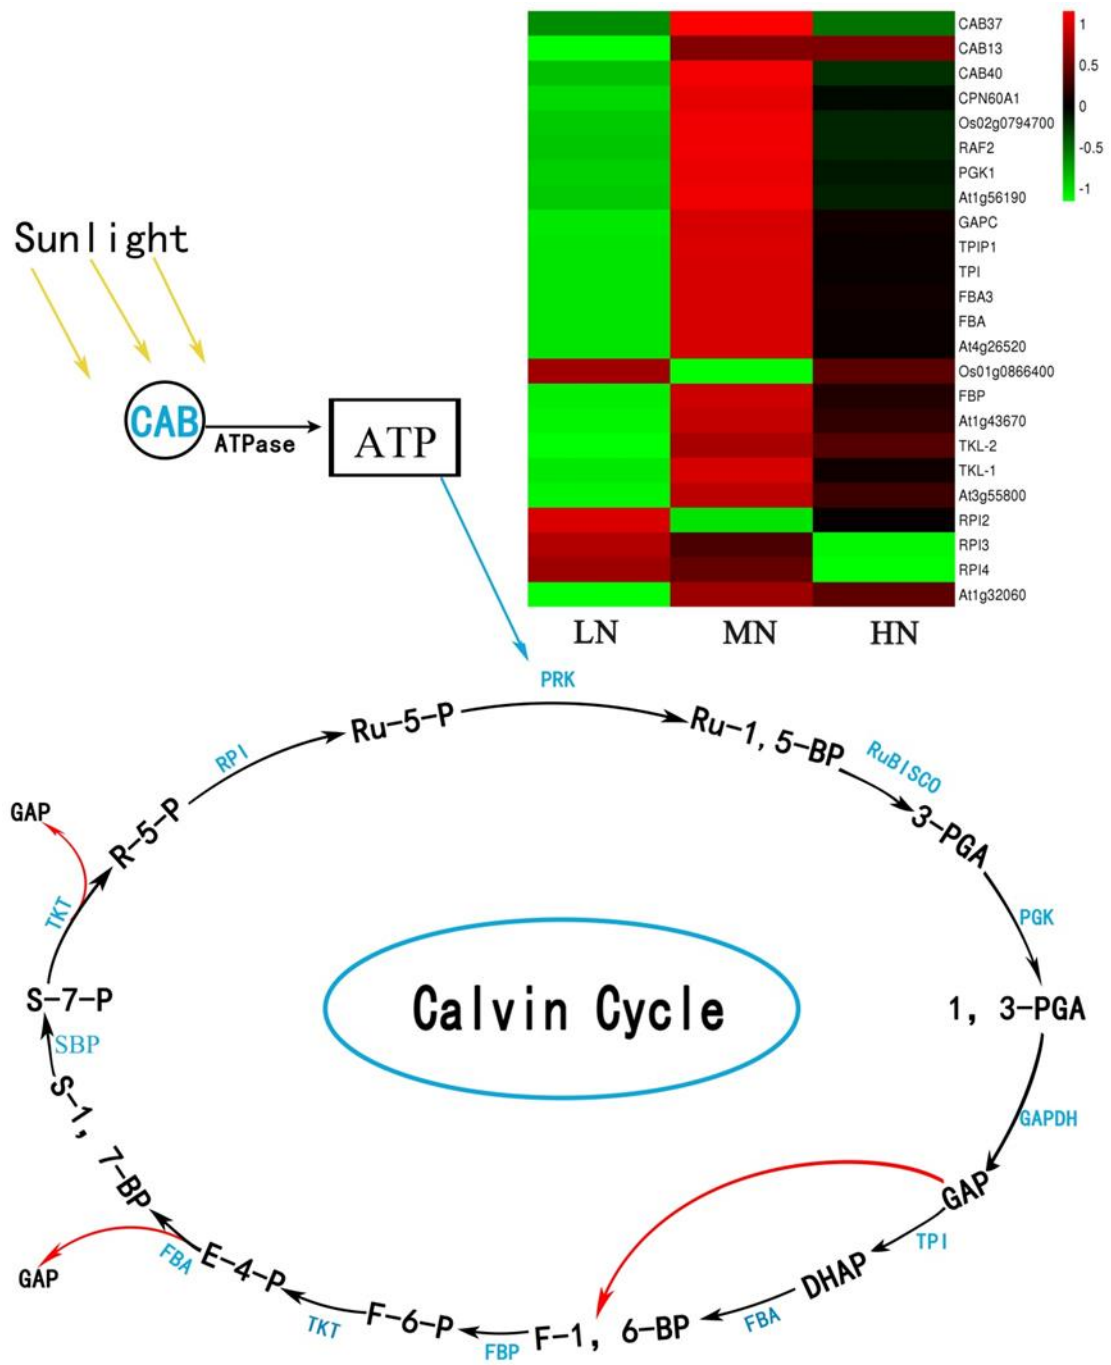 CAB37
CAB13
CAB40
CPN60A1
Os02g0794700
RAF2
PGK1
At1g56190
GAPC
TPIP1
TPI
FBA3
FBA
At4g26520
Os01g0866400
FBP
At1g43670
TKL-2
TKL-1
At3g55800
RPI2
RPI3
RPI4
At1g32060
1
0.5
0
-0.5
-1
LN MN HN
Sunlight
CAB
ATPase
ATP
PRK
Ru-5-P
Ru-1,5-BP
RuBISCO
3-PGA
PGK
1, 3-PGA
GAPDH
GAP
TPI
DHAP
FBA
F-1, 6-BP
FBP
F-6-P
TKT
E-4-P
FBA
GAP
S-1, 7-BP
SBP
S-7-P
TKT
GAP
R-5-P
RPI
Calvin Cycle